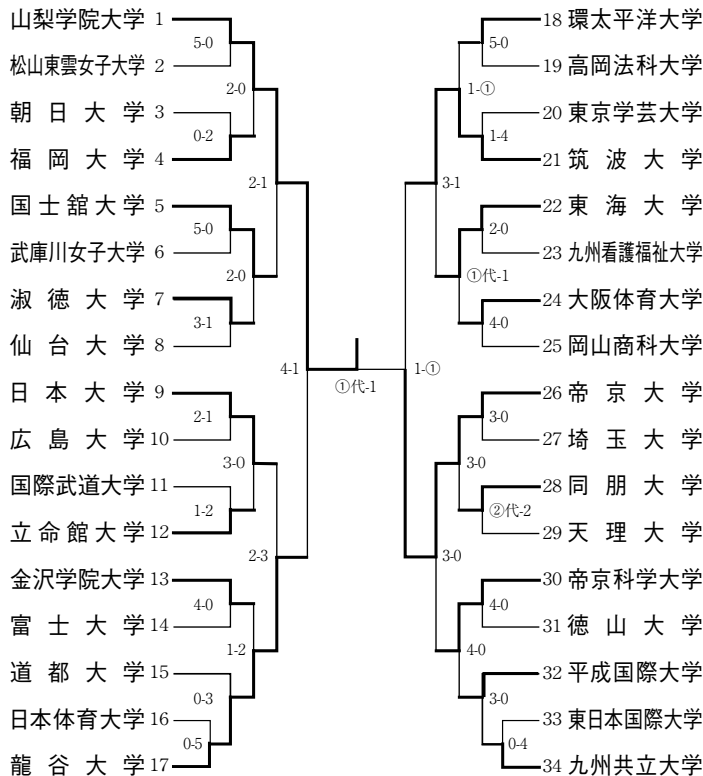 山梨学院大学 1
松山東雲女子大学 2
朝日大学 3
福岡大学 4
国士舘大学 5
武庫川女子大学 6
淑徳大学 7
仙台大学 8
日本大学 9
広島大学 10
国際武道大学 11
立命館大学 12
金沢学院大学 13
富士大学 14
道都大学 15
日本体育大学 16
龍谷大学 17
5-0
0-2
5-0
3-1
2-1
1-2
4-0
0-3
0-5
2-0
2-0
3-0
1-2
2-1
2-3
4-1
①代-1
1-①
3-1
3-0
1-①
①代-1
3-0
4-0
5-0
1-4
2-0
4-0
3-0
②代-2
4-0
3-0
0-4
18 環太平洋大学
19 高岡法科大学
20 東京学芸大学
21 筑波大学
22 東海大学
23 九州看護福祉大学
24 大阪体育大学
25 岡山商科大学
26 帝京大学
27 埼玉大学
28 同朋大学
29 天理大学
30 帝京科学大学
31 徳山大学
32 平成国際大学
33 東日本国際大学
34 九州共立大学